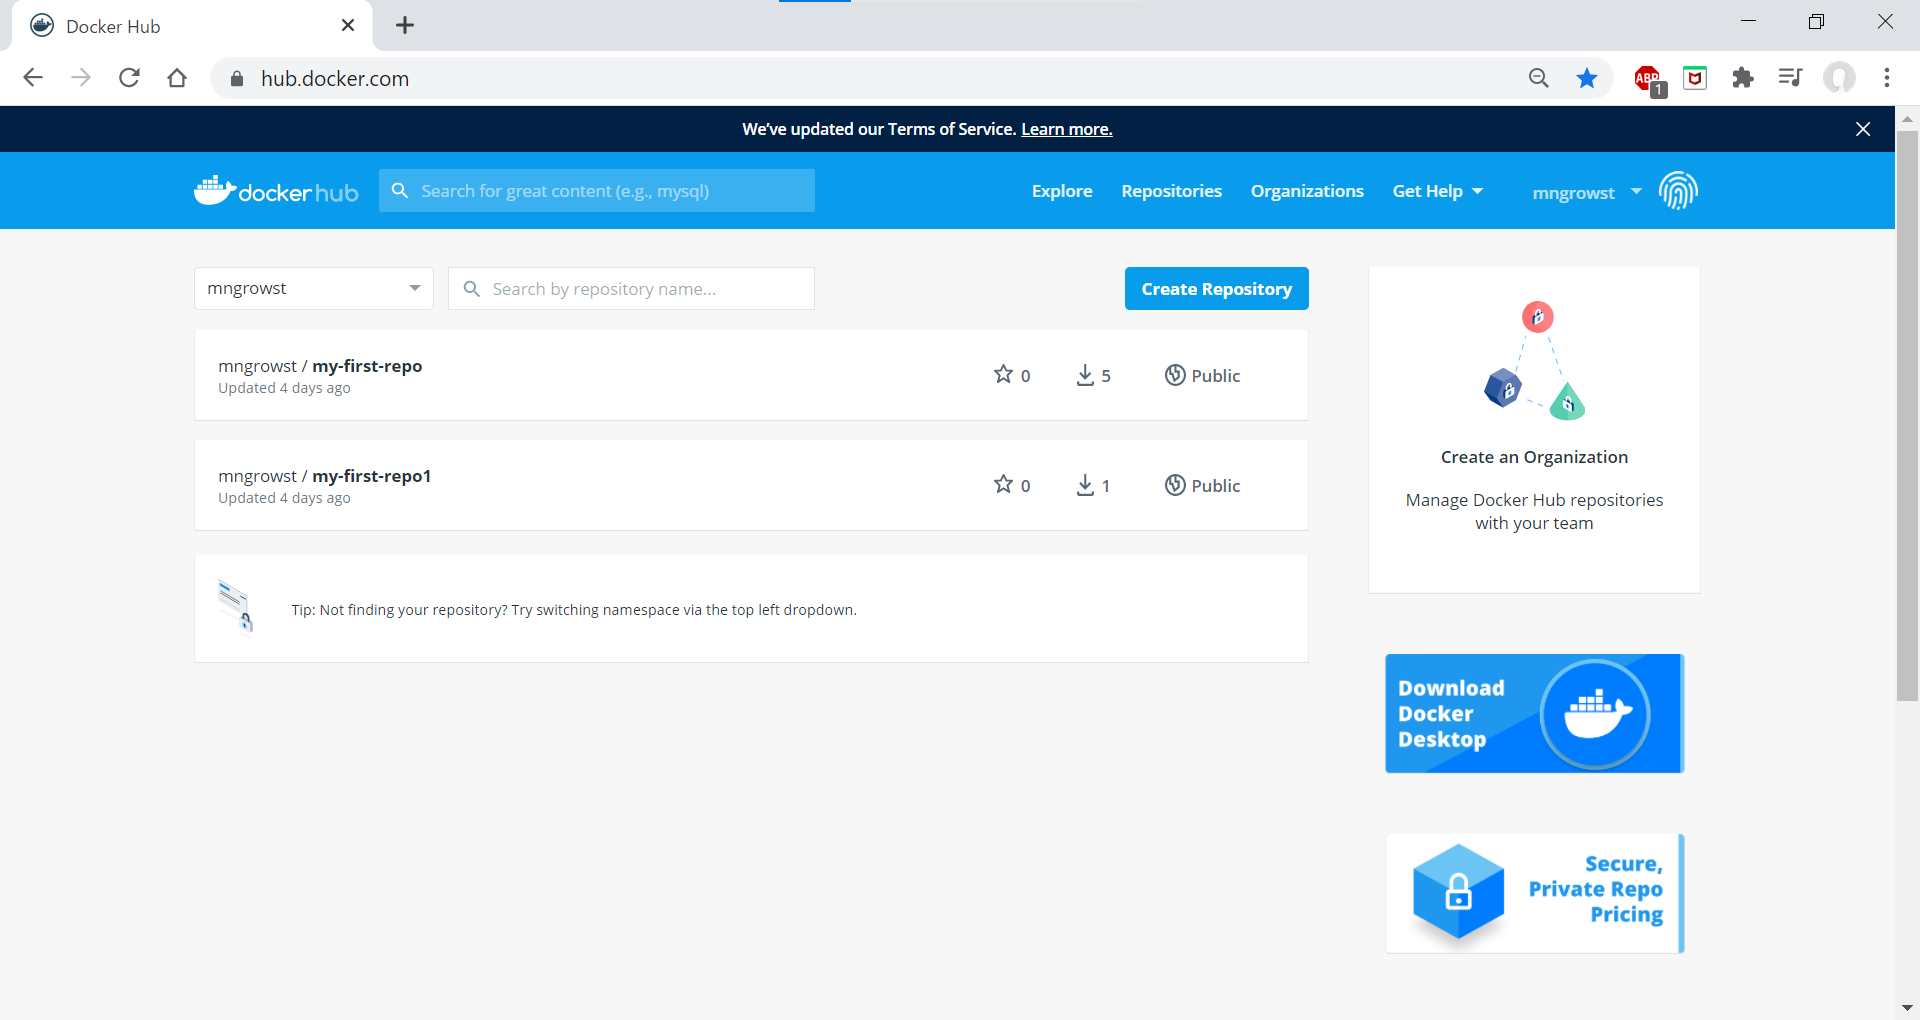 Docker Hub
hub.docker.com
ABP
1
We've updated our Terms of Service. Learn more.
docker hub
Search for great content (e.g., mysql)
Explore
Repositories
Organizations
Get Help
mngrowst
mngrowst
Search by repository name...
Create Repository
mngrowst / my-first-repo
Updated 4 days ago
0
5
Public
mngrowst / my-first-repo1
Updated 4 days ago
0
1
Public
Tip: Not finding your repository? Try switching namespace via the top left dropdown.
Create an Organization
Manage Docker Hub repositories
with your team
Download
Docker
Desktop
Secure,
Private Repo
Pricing